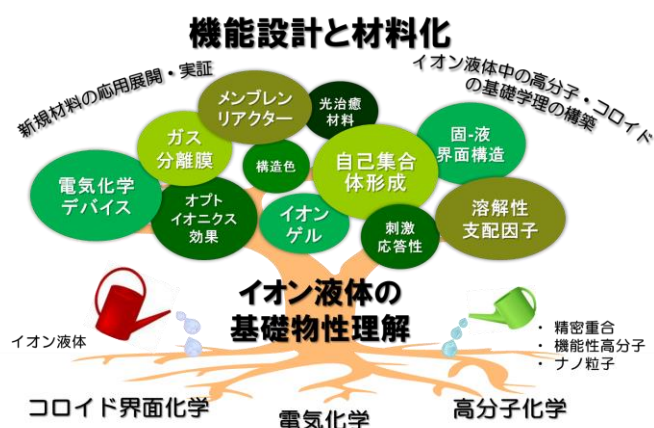 機能設計と材料化
新規材料の応用展開・実証
イオン液体中の高分子・コロイド
の基礎学理の構築
メンブレン
リアクター
光治癒
材料
ガス
分離膜
構造色
自己集合
体形成
固-液
界面構造
電気化学
デバイス
オプト
イオニクス
効果
イオン
ゲル
刺激
応答性
溶解性
支配因子
イオン液体の
基礎物性理解
イオン液体
・ 精密重合
・ 機能性高分子
・ ナノ粒子
コロイド界面化学
電気化学
高分子化学